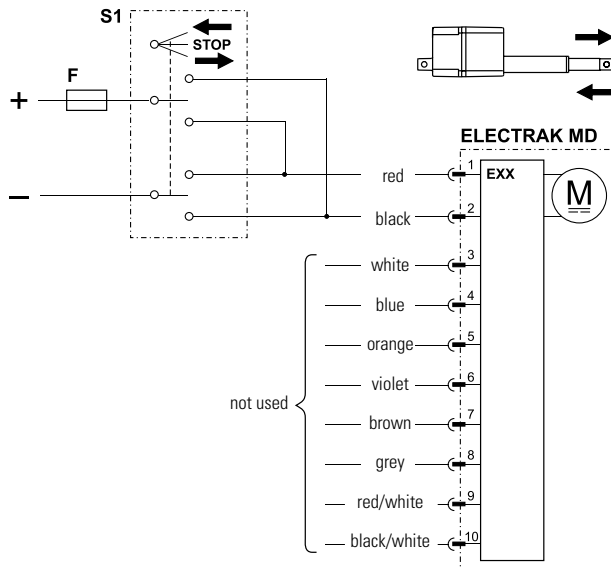 S1
STOP
F
+
–
ELECTRAK MD
red 1 EXX M
black 2
white 3
blue 4
orange 5
violet 6
not used
brown 7
grey 8
red/white 9
black/white 10